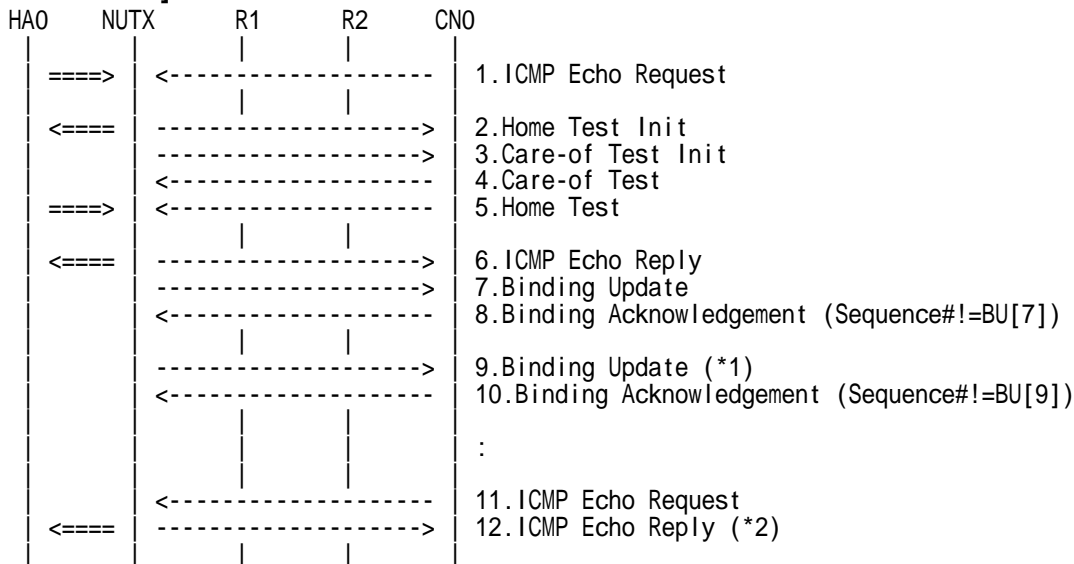 HA0 NUTX R1 R2 CN0
====> <--------------------- 1.ICMP Echo Request
<==== ---------------------> 2.Home Test Init
---------------------> 3.Care-of Test Init
<--------------------- 4.Care-of Test
====> <--------------------- 5.Home Test
<==== ---------------------> 6.ICMP Echo Reply
---------------------> 7.Binding Update
<--------------------- 8.Binding Acknowledgement (Sequence#!=BU[7])
---------------------> 9.Binding Update (*1)
<--------------------- 10.Binding Acknowledgement (Sequence#!=BU[9])
:
<--------------------- 11.ICMP Echo Request
<==== ---------------------> 12.ICMP Echo Reply (*2)